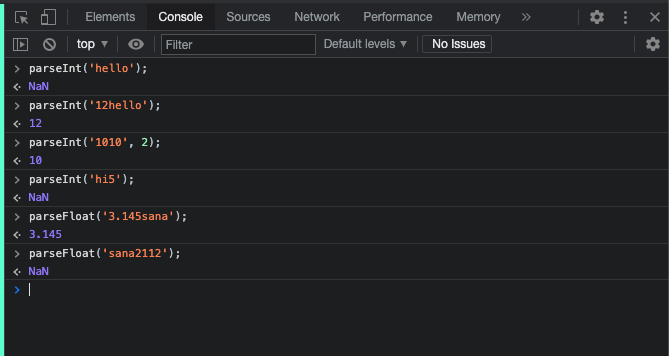 Elements Console Sources Network Performance Memory »
top ▼ Filter Default levels ▼ No Issues
> parseInt('hello');
<· NaN
> parseInt('12hello');
<· 12
> parseInt('1010', 2);
<· 10
> parseInt('hi5');
<· NaN
> parseFloat('3.145sana');
<· 3.145
> parseFloat('sana2112');
<· NaN
>